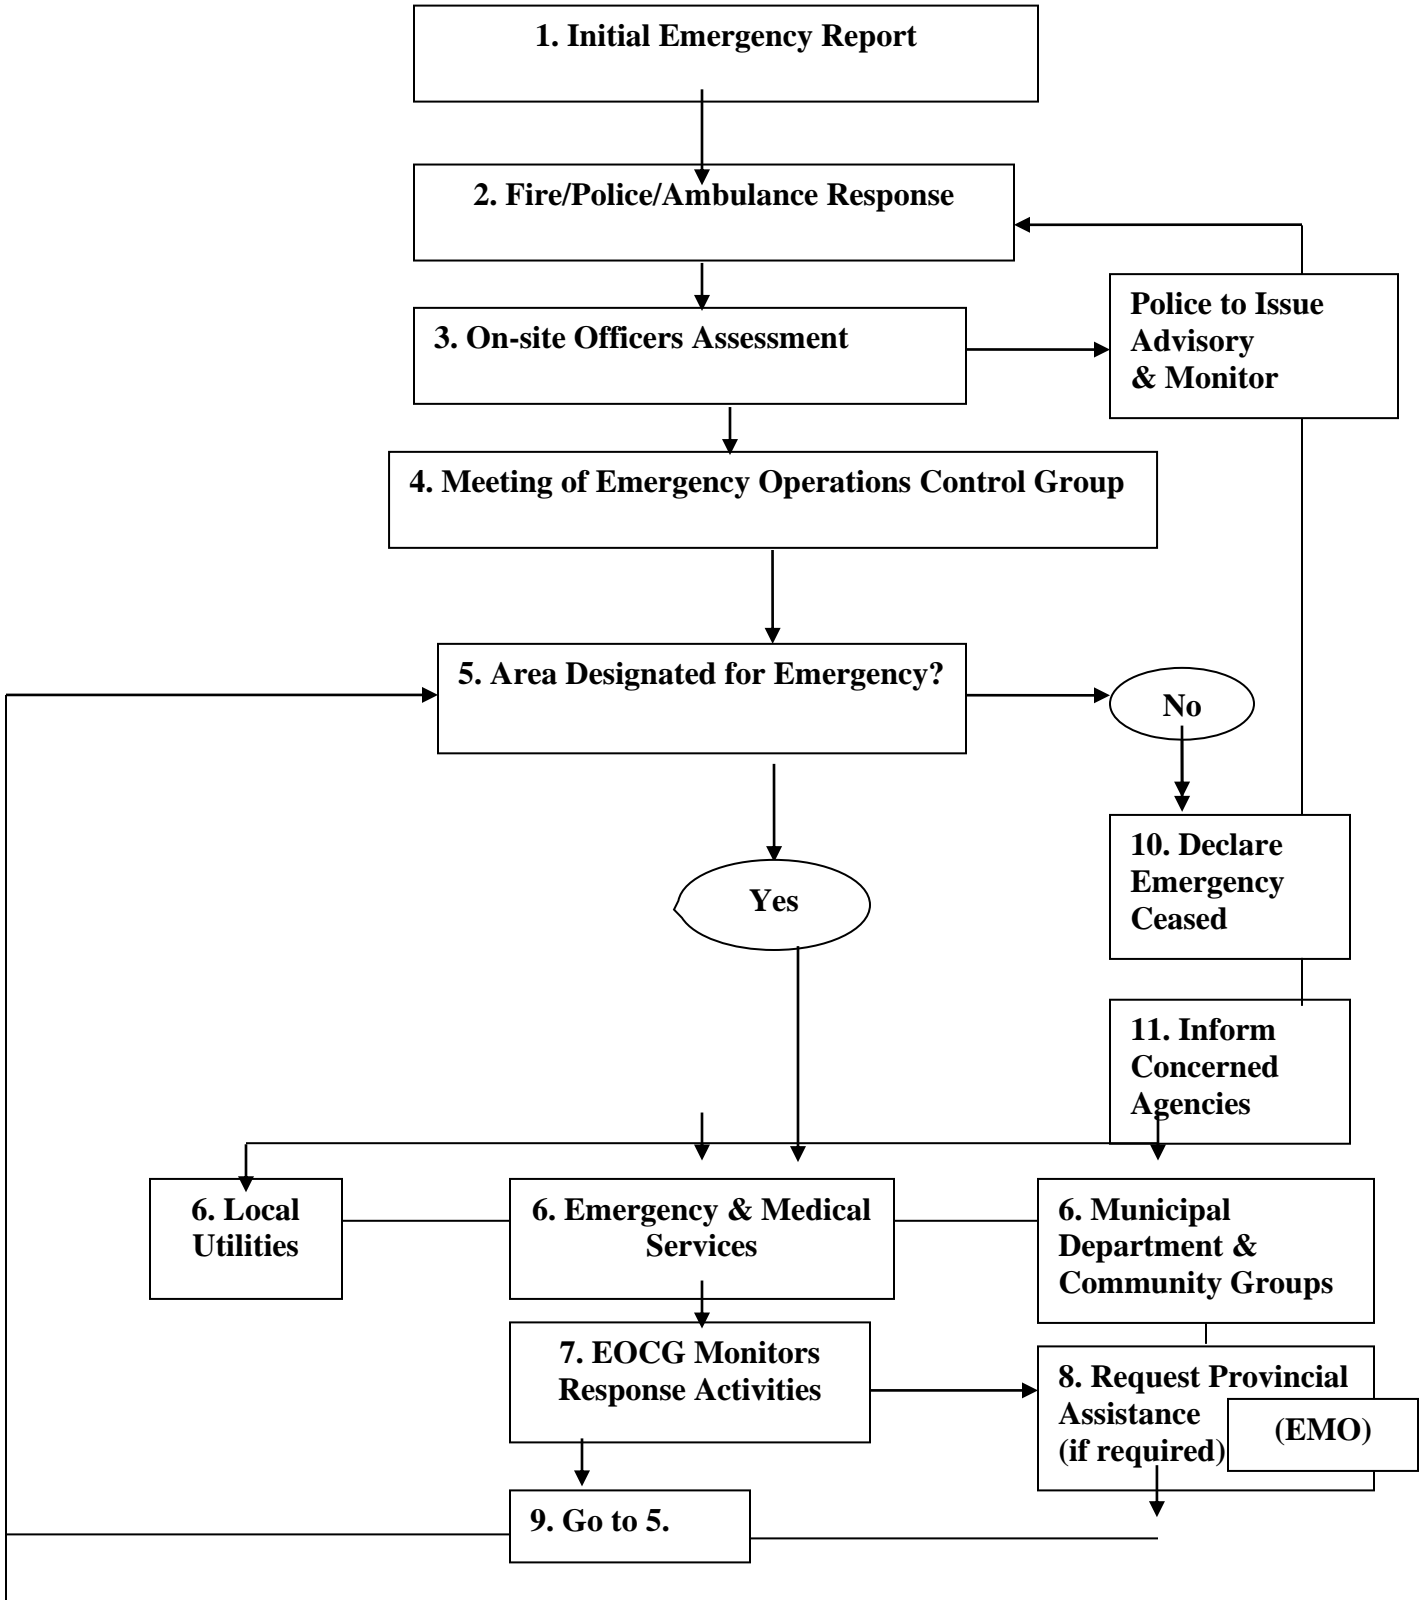 1. Initial Emergency Report
2. Fire/Police/Ambulance Response
Police to Issue
Advisory
& Monitor
3. On-site Officers Assessment
4. Meeting of Emergency Operations Control Group
5. Area Designated for Emergency?
No
10. Declare
Emergency
Ceased
Yes
11. Inform
Concerned
Agencies
6. Local
Utilities
6. Emergency & Medical
Services
6. Municipal
Department &
Community Groups
7. EOCG Monitors
Response Activities
8. Request Provincial
Assistance
(if required)
(EMO)
9. Go to 5.